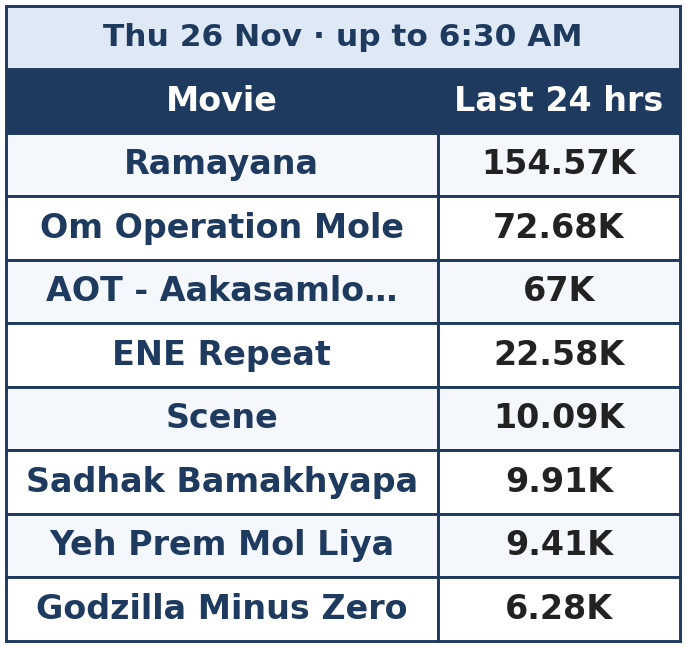 Thu 26 Nov · up to 6:30 AM
Movie Last 24 hrs
Ramayana 154.57K
Om Operation Mole 72.68K
AOT - Aakasamlo... 67K
ENE Repeat 22.58K
Scene 10.09K
Sadhak Bamakhyapa 9.91K
Yeh Prem Mol Liya 9.41K
Godzilla Minus Zero 6.28K